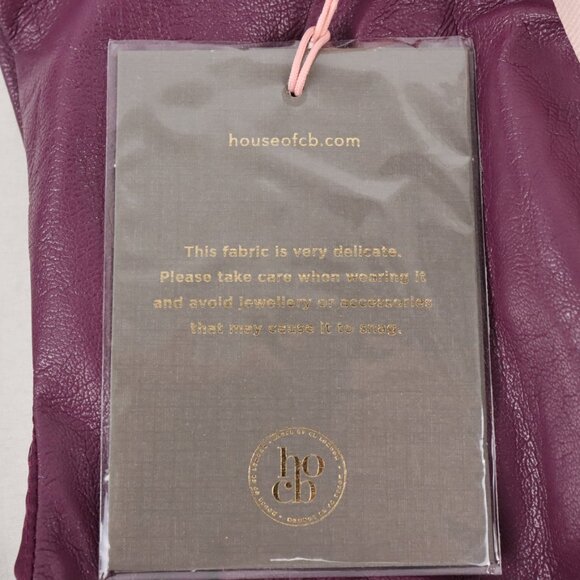 houseofcb.com
This fabric is very delicate.
Please take care when wearing it
and avoid jewellery or accessories
that may cause it to snag.
ho
cb